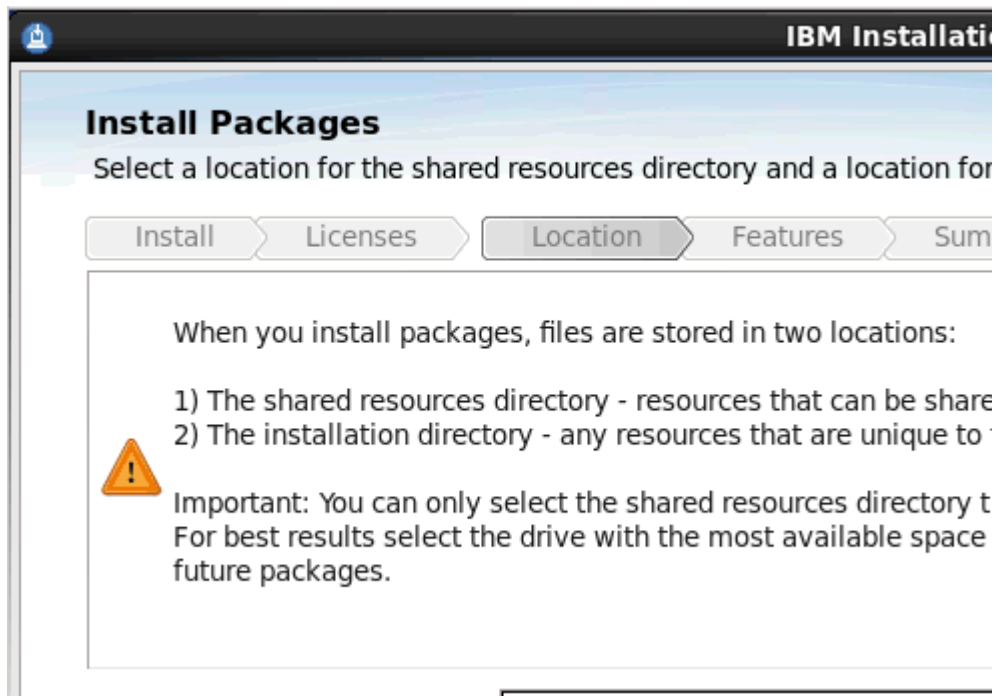 IBM Installatio
Install Packages
Select a location for the shared resources directory and a location for
Install Licenses Location Features Sum
When you install packages, files are stored in two locations:
1) The shared resources directory - resources that can be share
2) The installation directory - any resources that are unique to
Important: You can only select the shared resources directory t
For best results select the drive with the most available space
future packages.